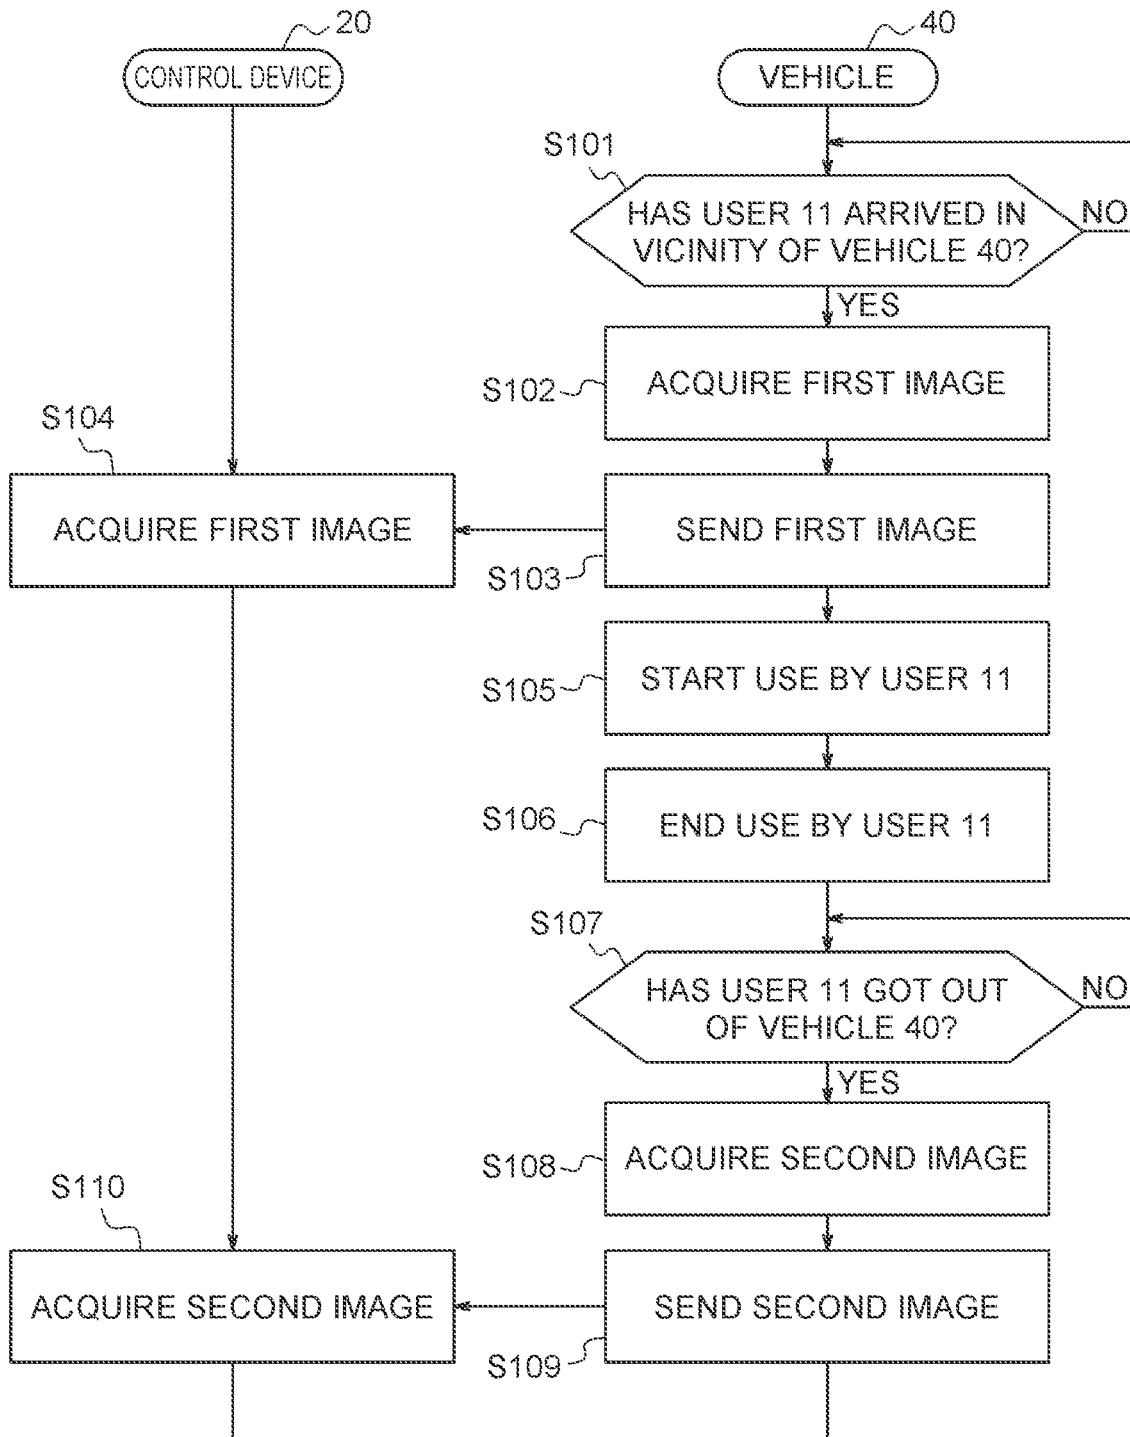 20
40
CONTROL DEVICE
VEHICLE
S101
HAS USER 11 ARRIVED IN
VICINITY OF VEHICLE 40?
NO
YES
S102
ACQUIRE FIRST IMAGE
S104
ACQUIRE FIRST IMAGE
SEND FIRST IMAGE
S103
S105
START USE BY USER 11
S106
END USE BY USER 11
S107
HAS USER 11 GOT OUT
OF VEHICLE 40?
NO
YES
S108
ACQUIRE SECOND IMAGE
S110
ACQUIRE SECOND IMAGE
SEND SECOND IMAGE
S109